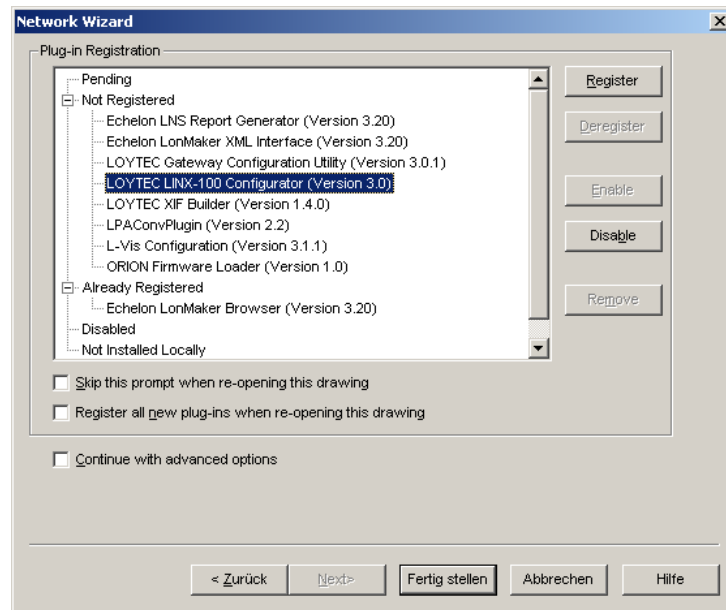 Network Wizard
Plug-in Registration
Pending
Not Registered
Echelon LNS Report Generator (Version 3.20)
Echelon LonMaker XML Interface (Version 3.20)
LOYTEC Gateway Configuration Utility (Version 3.0.1)
LOYTEC LINX-100 Configurator (Version 3.0)
LOYTEC XIF Builder (Version 1.4.0)
LPAConvPlugin (Version 2.2)
L-Vis Configuration (Version 3.1.1)
ORION Firmware Loader (Version 1.0)
Already Registered
Echelon LonMaker Browser (Version 3.20)
Disabled
Not Installed Locally
Register
Deregister
Enable
Disable
Remove
Skip this prompt when re-opening this drawing
Register all new plug-ins when re-opening this drawing
Continue with advanced options
< Zurück
Next>
Fertig stellen
Abbrechen
Hilfe